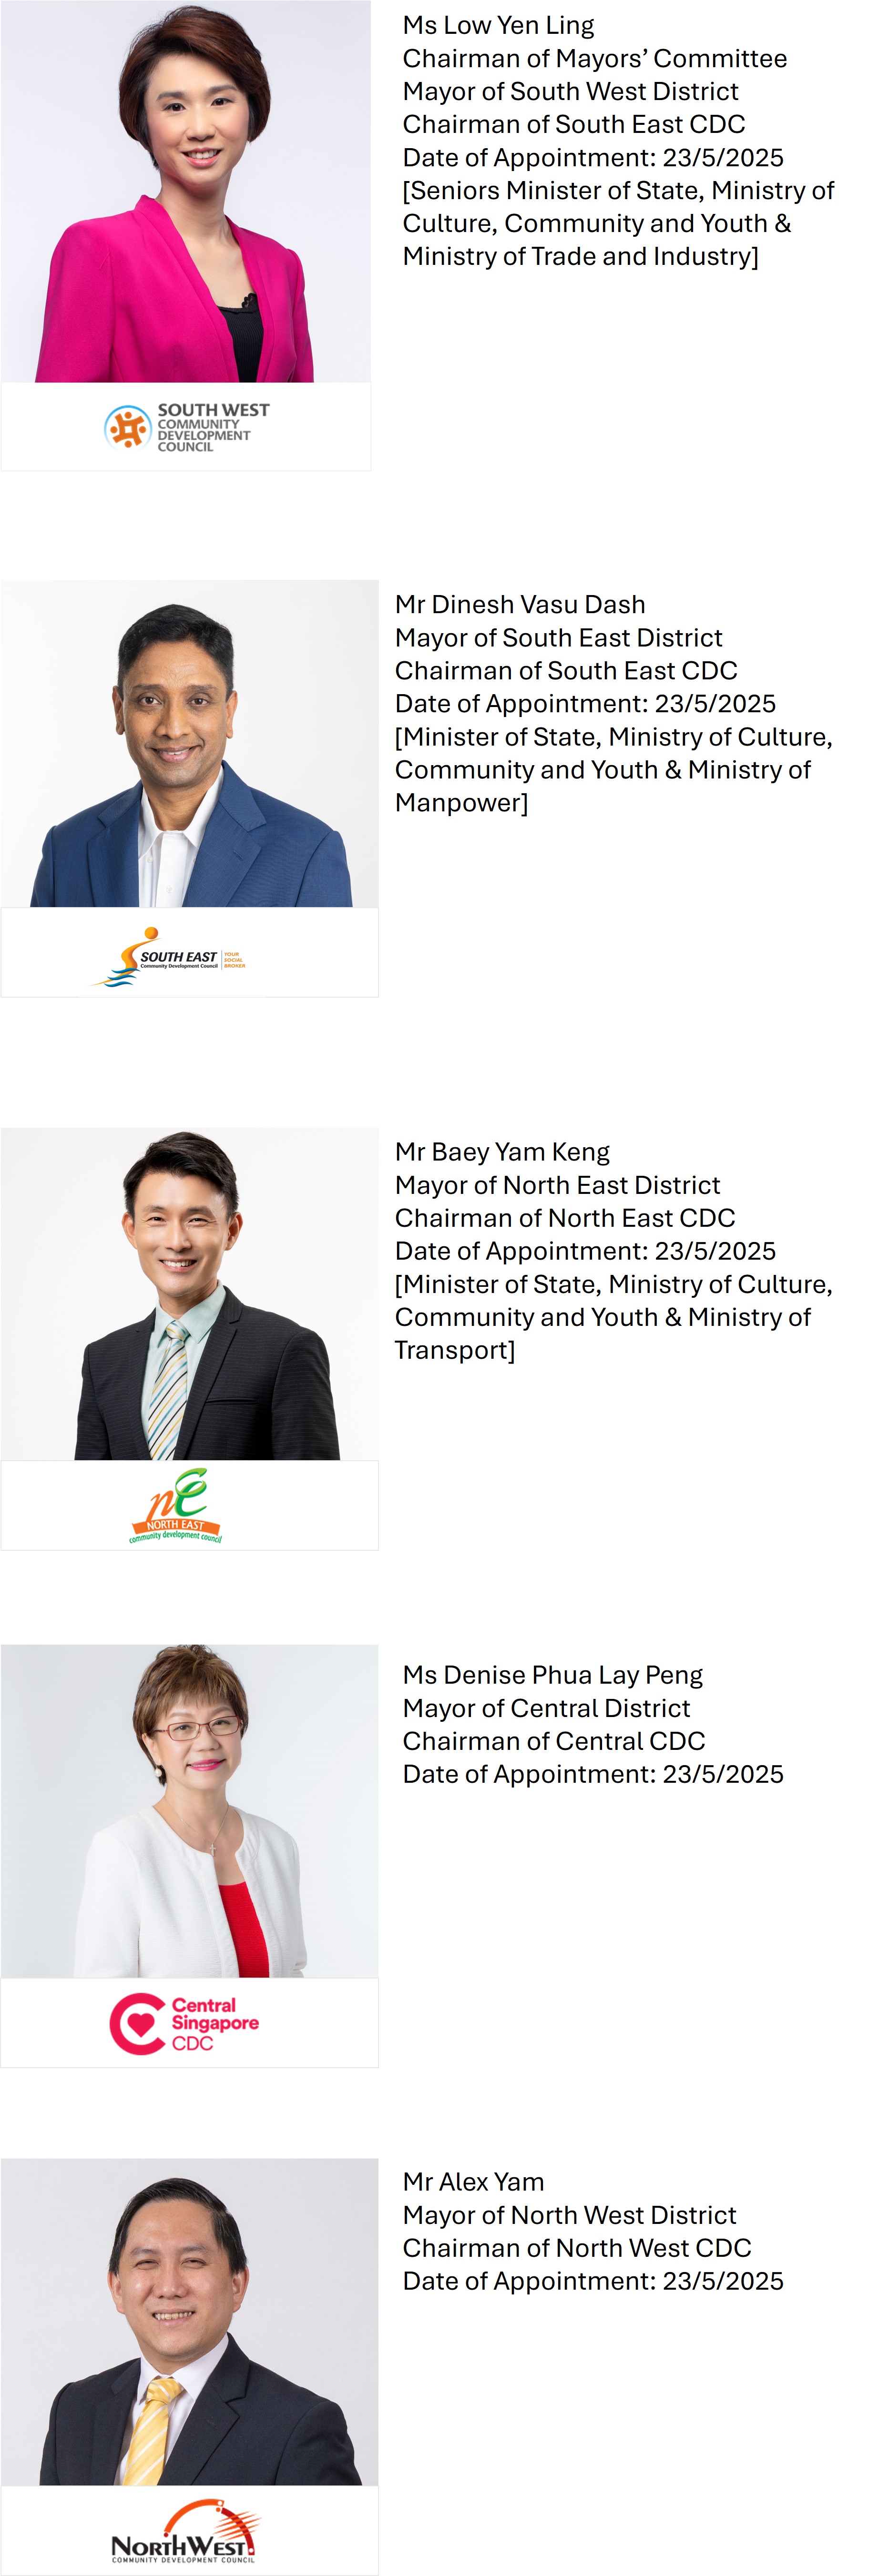 Ms Low Yen Ling
Chairman of Mayors’ Committee
Mayor of South West District
Chairman of South East CDC
Date of Appointment: 23/5/2025
[Seniors Minister of State, Ministry of
Culture, Community and Youth &
Ministry of Trade and Industry]
SOUTH WEST
COMMUNITY
DEVELOPMENT
COUNCIL
Mr Dinesh Vasu Dash
Mayor of South East District
Chairman of South East CDC
Date of Appointment: 23/5/2025
[Minister of State, Ministry of Culture,
Community and Youth & Ministry of
Manpower]
SOUTH EAST
Community Development Council
YOUR
SOCIAL
BROKER
Mr Baey Yam Keng
Mayor of North East District
Chairman of North East CDC
Date of Appointment: 23/5/2025
[Minister of State, Ministry of Culture,
Community and Youth & Ministry of
Transport]
nE
NORTH EAST
community development council
Ms Denise Phua Lay Peng
Mayor of Central District
Chairman of Central CDC
Date of Appointment: 23/5/2025
Central
Singapore
CDC
Mr Alex Yam
Mayor of North West District
Chairman of North West CDC
Date of Appointment: 23/5/2025
NORTHWEST
COMMUNITY DEVELOPMENT COUNCIL